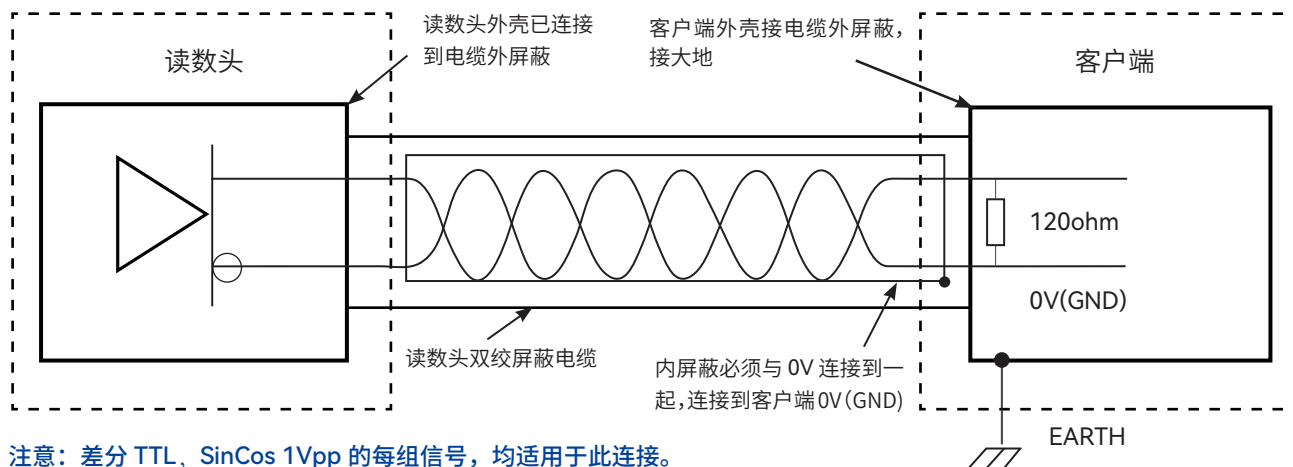 读数头外壳已连接
到电缆外屏蔽
客户端外壳接电缆外屏蔽，
接大地
读数头
客户端
120ohm
0V(GND)
读数头双绞屏蔽电缆
内屏蔽必须与 0V 连接到一
起，连接到客户端0V（GND）
EARTH
注意：差分 TTL，SinCos 1Vpp 的每组信号，均适用于此连接。